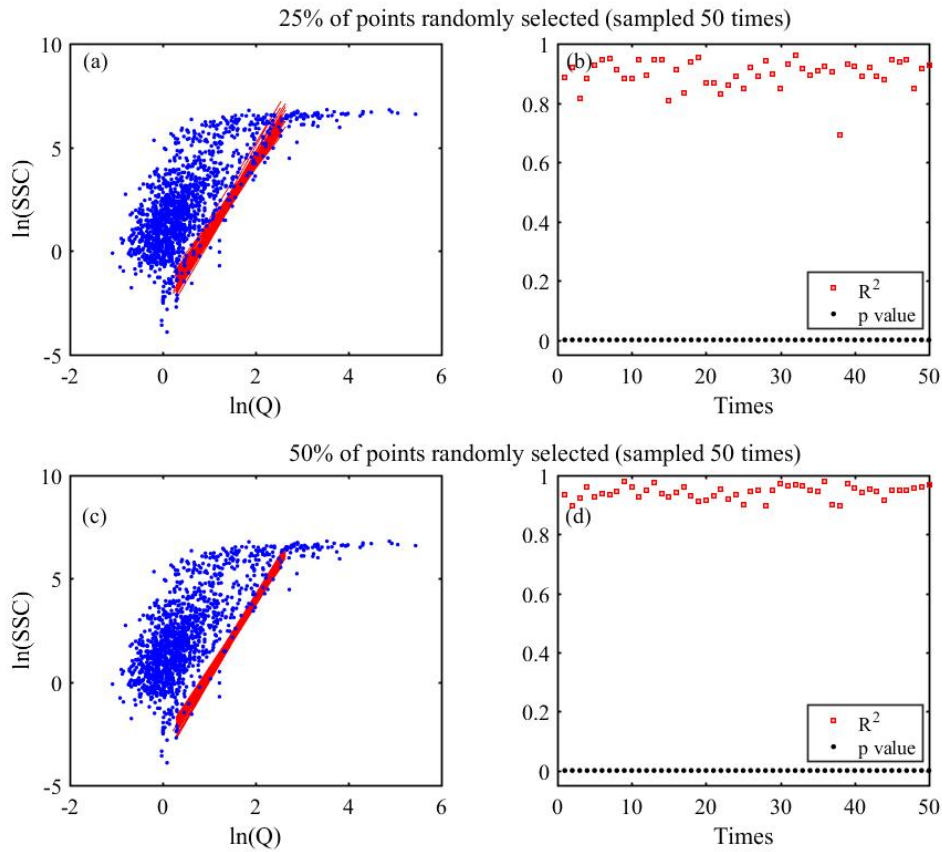 25% of points randomly selected (sampled 50 times)
(a)
10
5
0
-5
ln(SSC)
-2 0 2 4 6
ln(Q)
(b)
1
0.8
0.6
0.4
0.2
0
R²
p value
0 10 20 30 40 50
Times
50% of points randomly selected (sampled 50 times)
(c)
10
5
0
-5
ln(SSC)
-2 0 2 4 6
ln(Q)
(d)
1
0.8
0.6
0.4
0.2
0
R²
p value
0 10 20 30 40 50
Times